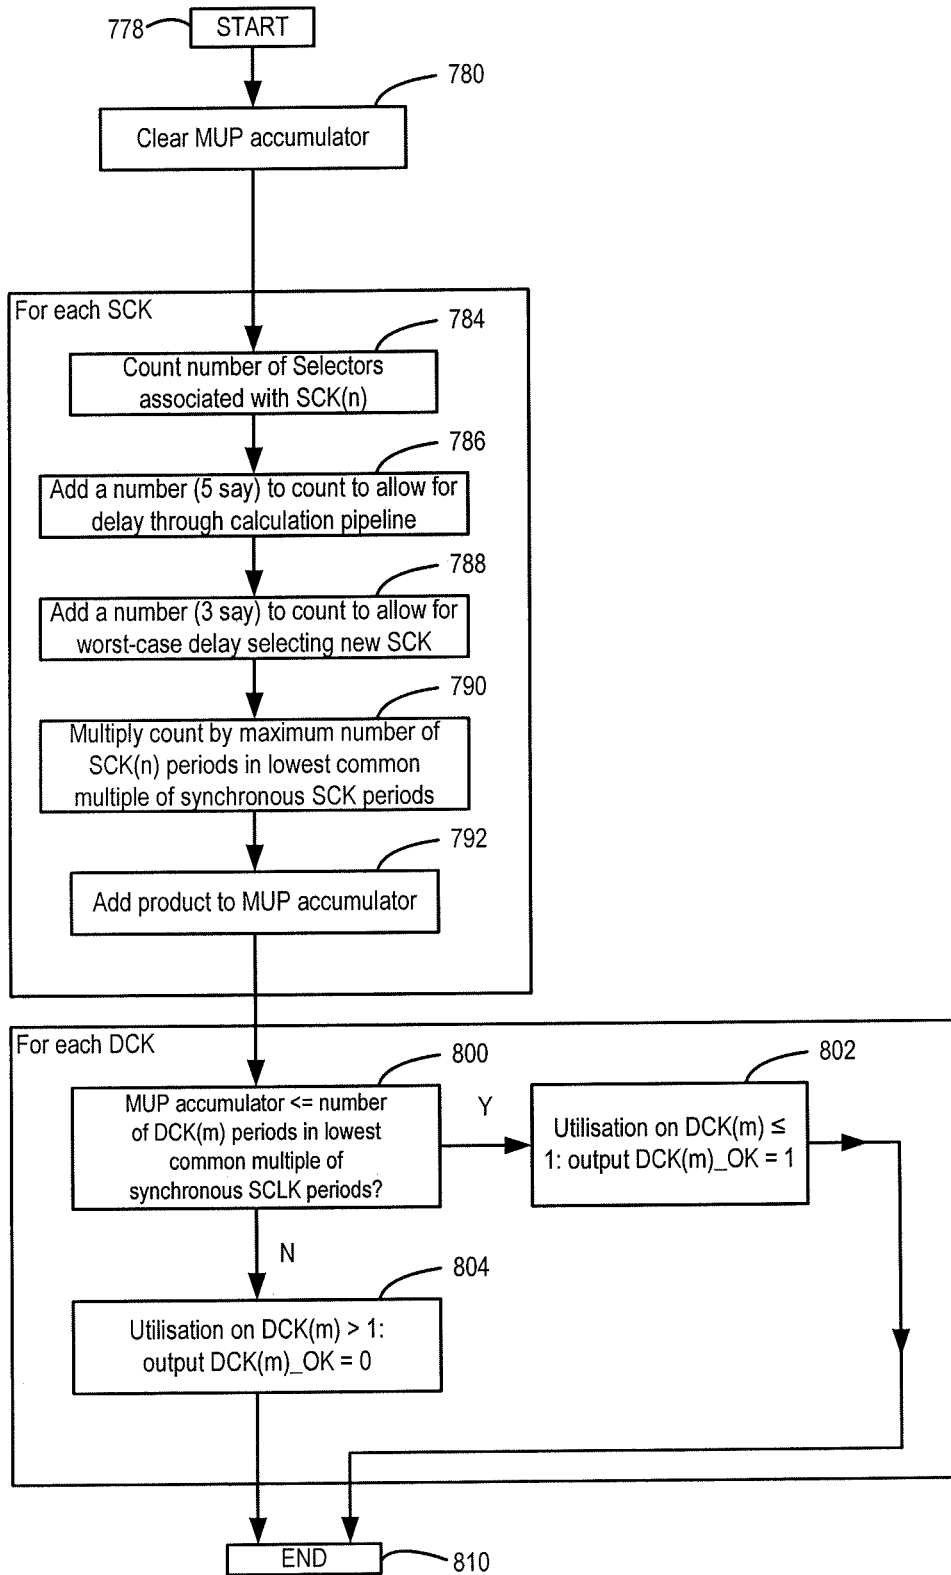 778
START
780
Clear MUP accumulator
For each SCK
784
Count number of Selectors
associated with SCK(n)
786
Add a number (5 say) to count to allow for
delay through calculation pipeline
788
Add a number (3 say) to count to allow for
worst-case delay selecting new SCK
790
Multiply count by maximum number of
SCK(n) periods in lowest common
multiple of synchronous SCK periods
792
Add product to MUP accumulator
For each DCK
800
MUP accumulator <= number
of DCK(m) periods in lowest
common multiple of
synchronous SCLK periods?
Y
802
Utilisation on DCK(m) ≤
1: output DCK(m)_OK = 1
N
804
Utilisation on DCK(m) > 1:
output DCK(m)_OK = 0
END
810